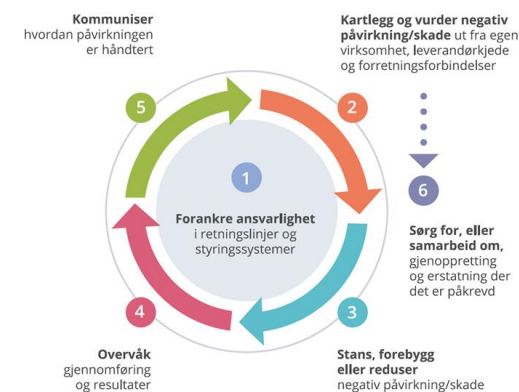 1
Forankre ansvarlighet
i retningslinjer og
styringssystemer
2
Kartlegg og vurder negativ
påvirkning/skade ut fra egen
virksomhet, leverandørkjede
og forretningsforbindelser
3
Stans, forebygg
eller reduser
negativ påvirkning/skade
4
Overvåk
gjennomføring
og resultater
5
Kommuniser
hvordan påvirkningen
er håndtert
6
Sørg for, eller
samarbeid om,
gjenoppretting
og erstatning der
det er påkrevd